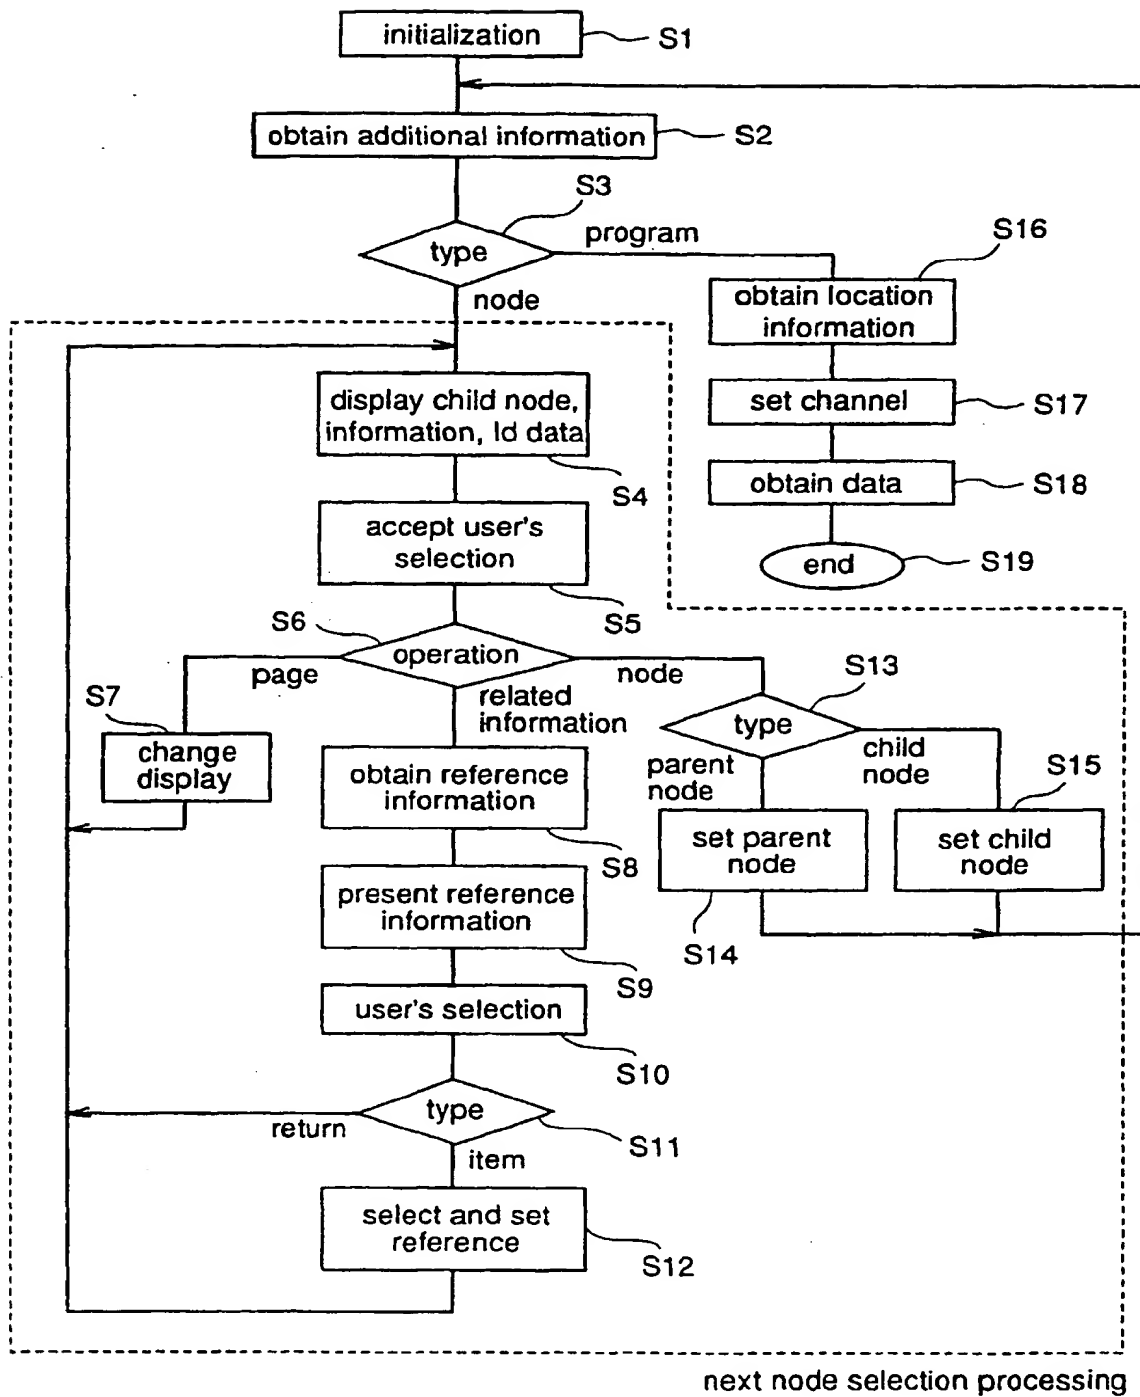 initialization
S1
obtain additional information
S2
S3
type
program
node
S16
obtain location
information
set channel
S17
obtain data
S18
end
S19
display child node,
information, Id data
S4
accept user's
selection
S5
S6
operation
page
related
information
node
S7
change
display
S13
type
parent
node
child
node
S15
obtain reference
information
S8
set parent
node
S14
set child
node
present reference
information
S9
user's selection
S10
type
return
S11
item
select and set
reference
S12
next node selection processing